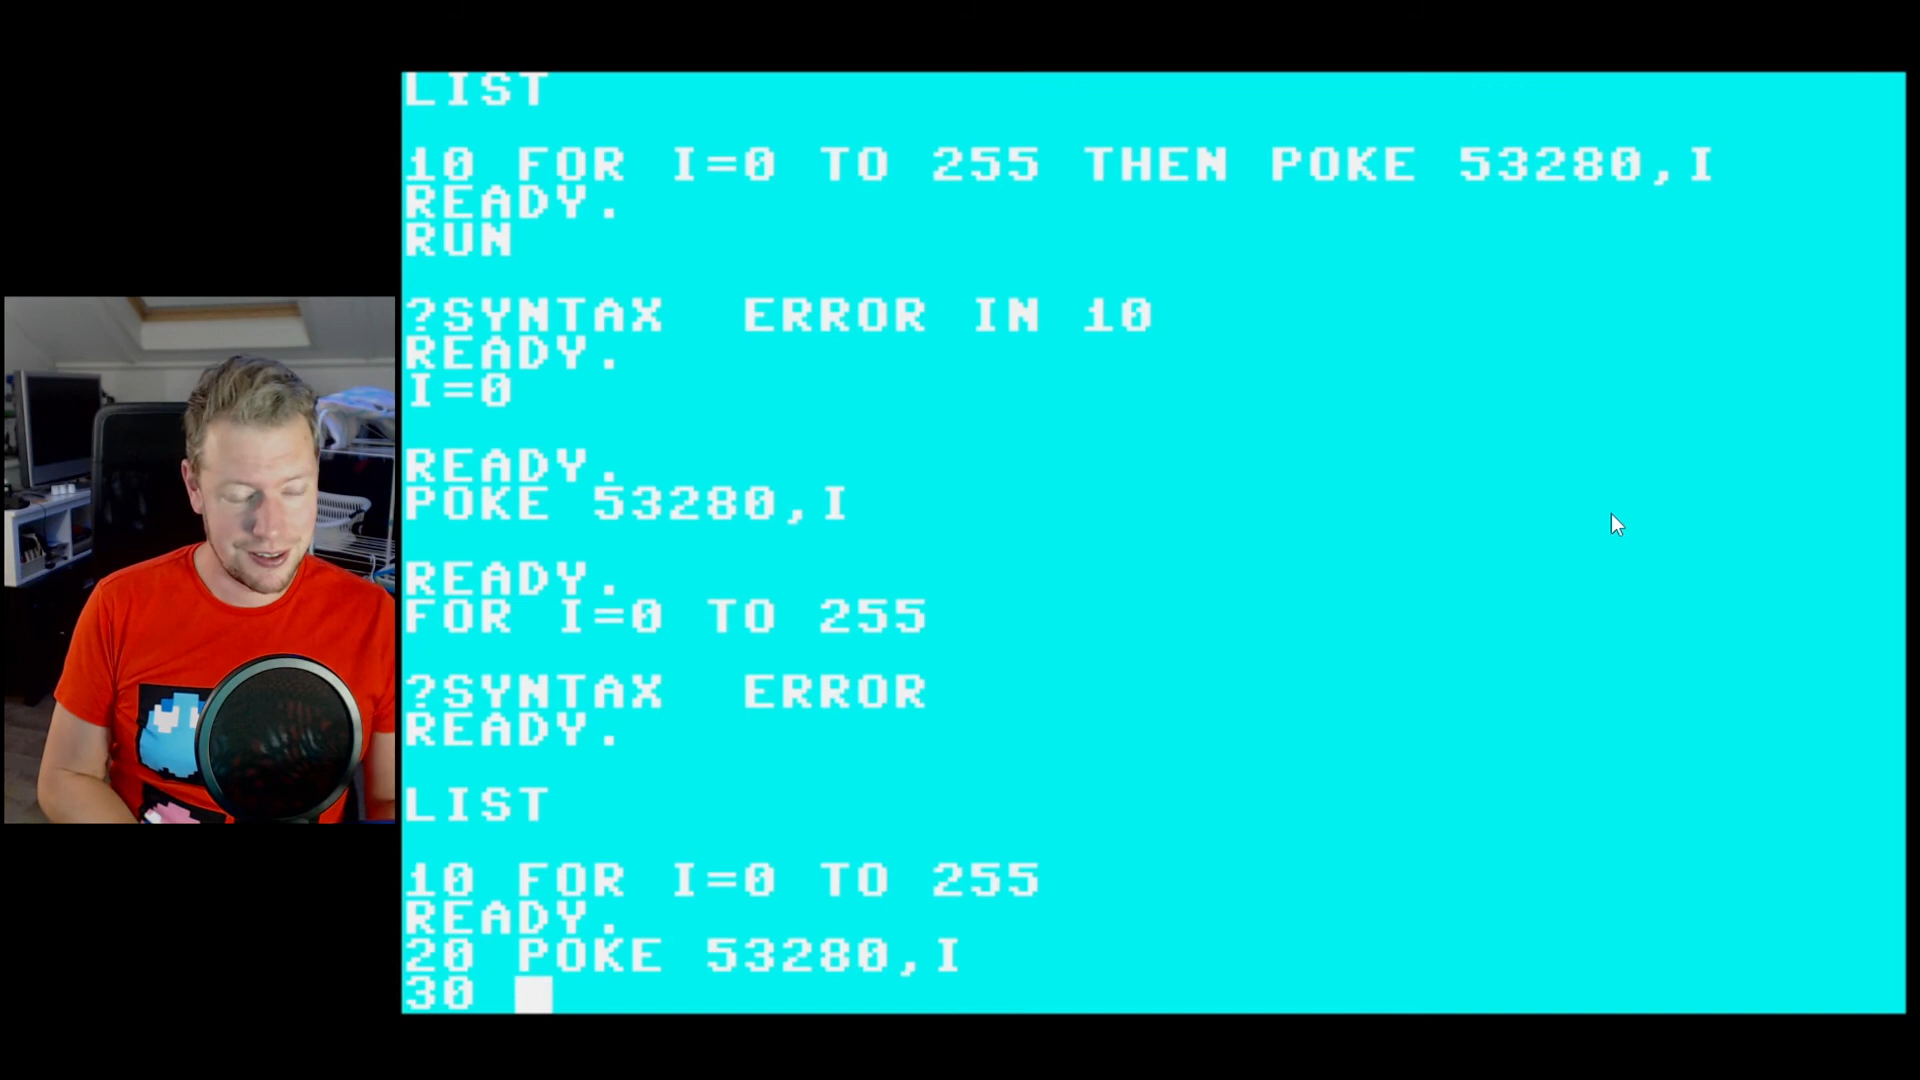 LIST
10 FOR I=0 TO 255 THEN POKE 53280,I
READY.
RUN
?SYNTAX  ERROR IN 10
READY.
I=0
READY.
POKE 53280,I
READY.
FOR I=0 TO 255
?SYNTAX  ERROR
READY.
LIST
10 FOR I=0 TO 255
READY.
20 POKE 53280,I
30